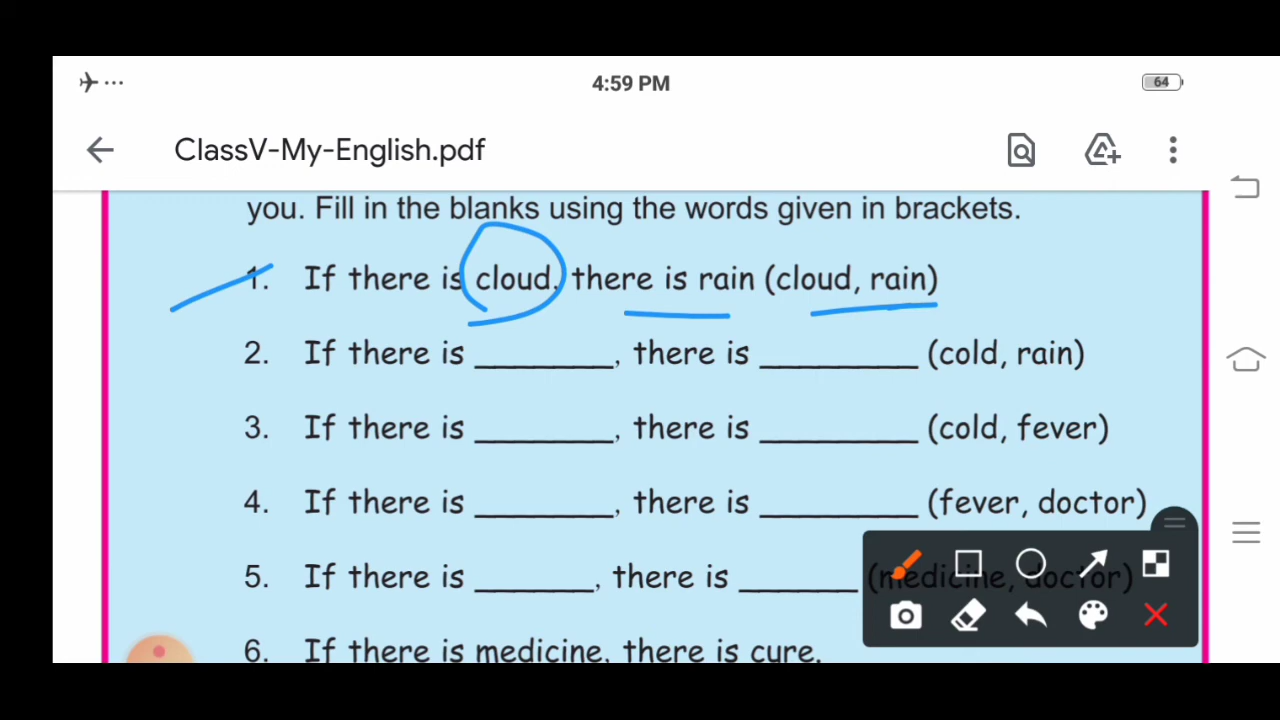 4:59 PM
64
ClassV-My-English.pdf
you. Fill in the blanks using the words given in brackets.
1. If there is cloud, there is rain (cloud, rain)
2. If there is ________, there is _________ (cold, rain)
3. If there is ________, there is _________ (cold, fever)
4. If there is ________, there is _________ (fever, doctor)
5. If there is _______, there is _______ (medicine, doctor)
6. If there is medicine, there is cure.